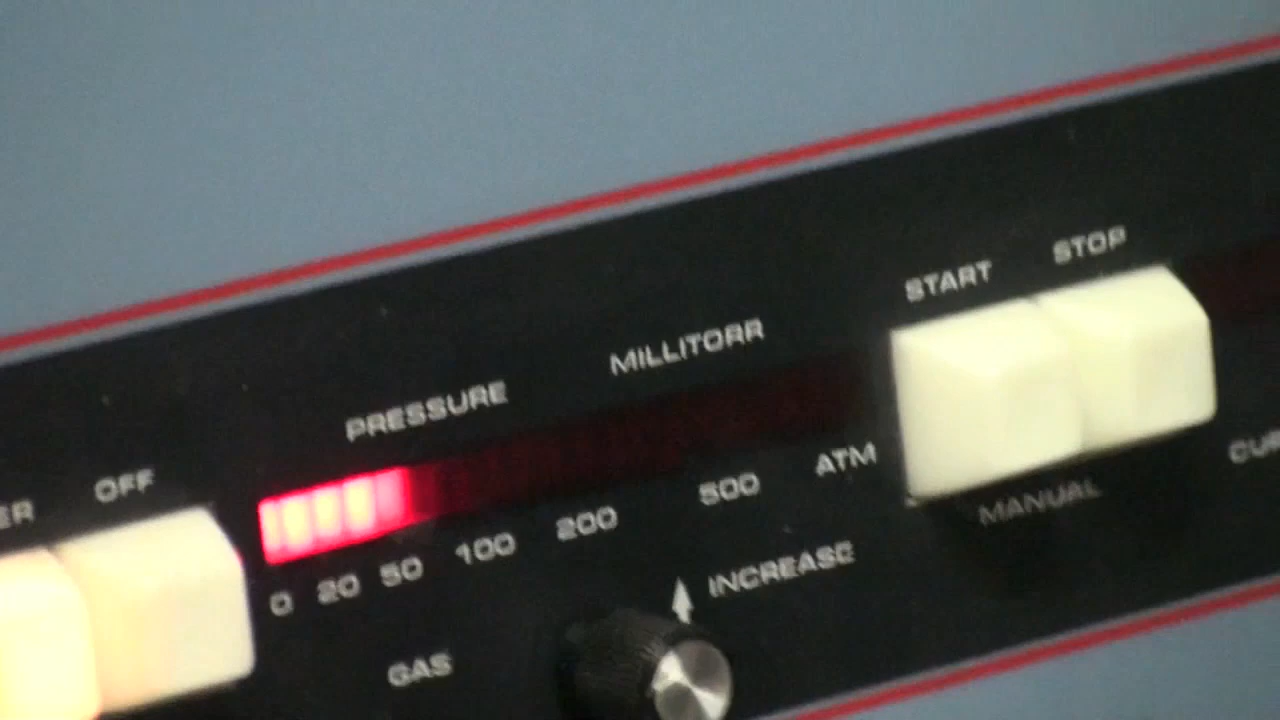 START STOP
PRESSURE MILLITORR
OFF
0 20 50 100 200 500 ATM
MANUAL
GAS
INCREASE